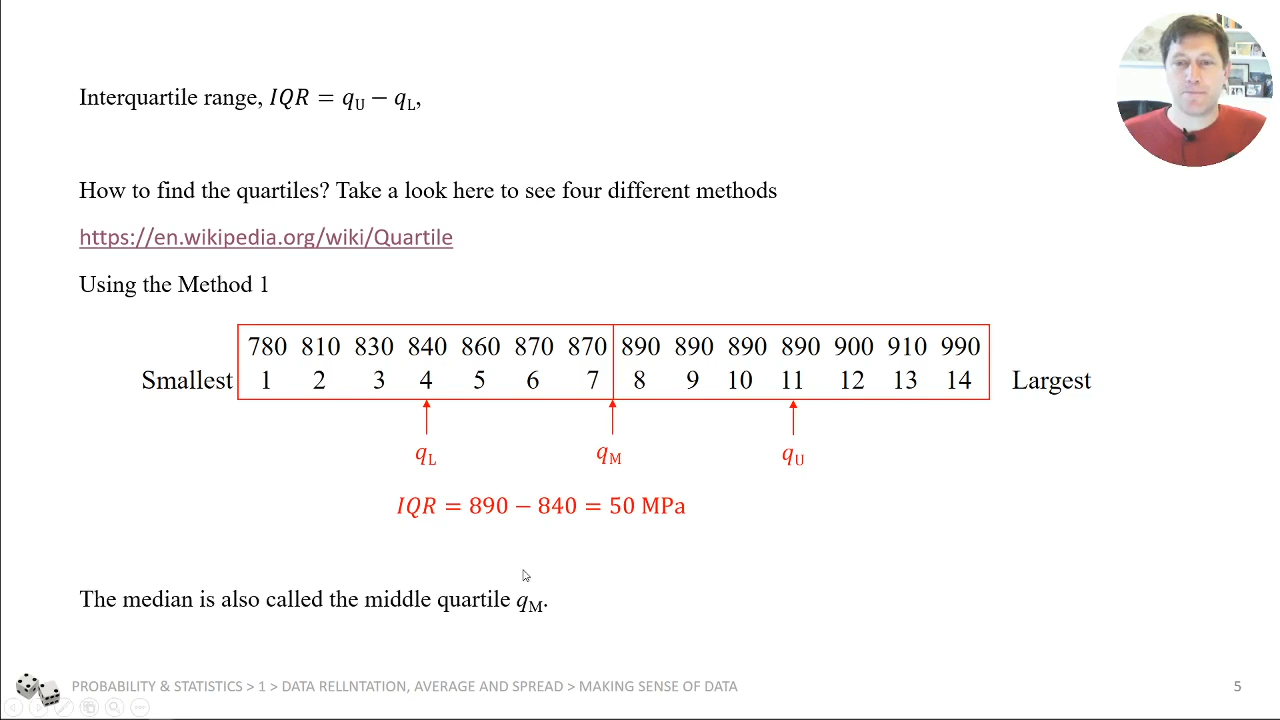 Interquartile range, IQR = qU − qL,
How to find the quartiles? Take a look here to see four different methods
https://en.wikipedia.org/wiki/Quartile
Using the Method 1
780 810 830 840 860 870 870 890 890 890 890 900 910 990
Smallest 1 2 3 4 5 6 7 8 9 10 11 12 13 14 Largest
qL qM qU
IQR = 890 − 840 = 50 MPa
The median is also called the middle quartile qM.
PROBABILITY & STATISTICS > 1 > DATA RELLNTATION, AVERAGE AND SPREAD > MAKING SENSE OF DATA 5